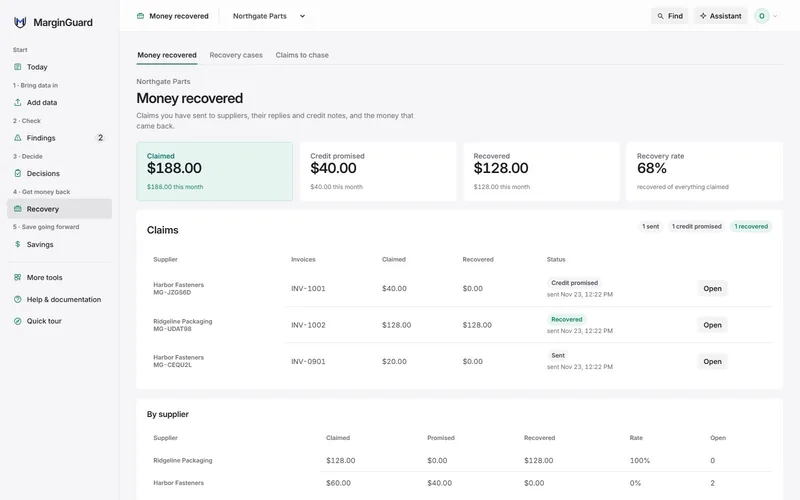 MarginGuard
Start
Today
1 · Bring data in
Add data
2 · Check
Findings 2
3 · Decide
Decisions
4 · Get money back
Recovery
5 · Save going forward
Savings
More tools
Help & documentation
Quick tour
Money recovered Northgate Parts Find Assistant O
Money recovered Recovery cases Claims to chase
Northgate Parts
Money recovered
Claims you have sent to suppliers, their replies and credit notes, and the money that
came back.
Claimed
$188.00
$188.00 this month
Credit promised
$40.00
$40.00 this month
Recovered
$128.00
$128.00 this month
Recovery rate
68%
recovered of everything claimed
Claims 1 sent 1 credit promised 1 recovered
Supplier Invoices Claimed Recovered Status
Harbor Fasteners
MG-JZGS6D INV-1001 $40.00 $0.00 Credit promised
sent Nov 23, 12:22 PM Open
Ridgeline Packaging
MG-UDAT98 INV-1002 $128.00 $128.00 Recovered
sent Nov 23, 12:22 PM Open
Harbor Fasteners
MG-CEQU2L INV-0901 $20.00 $0.00 Sent
sent Nov 23, 12:22 PM Open
By supplier
Supplier Claimed Promised Recovered Rate Open
Ridgeline Packaging $128.00 $0.00 $128.00 100% 0
Harbor Fasteners $60.00 $40.00 $0.00 0% 2